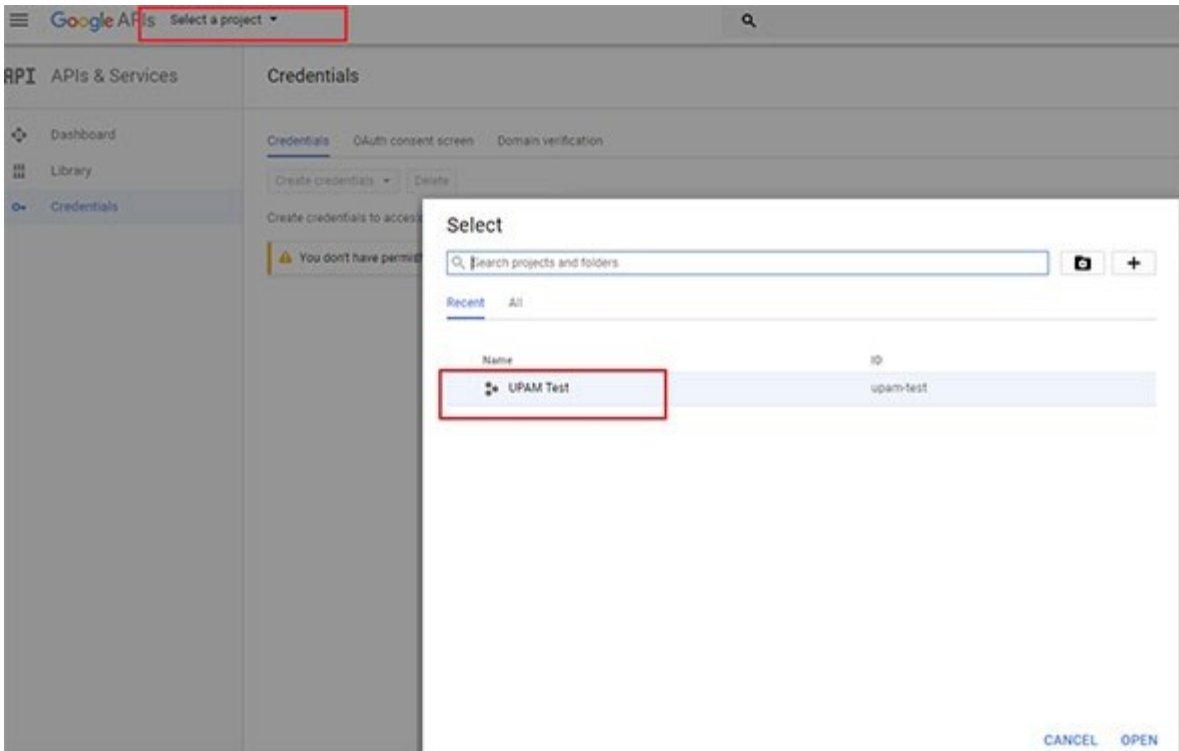 Google APIs Select a project
API APIs & Services
Credentials
Dashboard
Library
Credentials
Credentials OAuth consent screen Domain verification
Create credentials Delete
Create credentials to access
You don't have permis
Select
Search projects and folders
Recent All
Name ID
UPAM Test upam-test
CANCEL OPEN